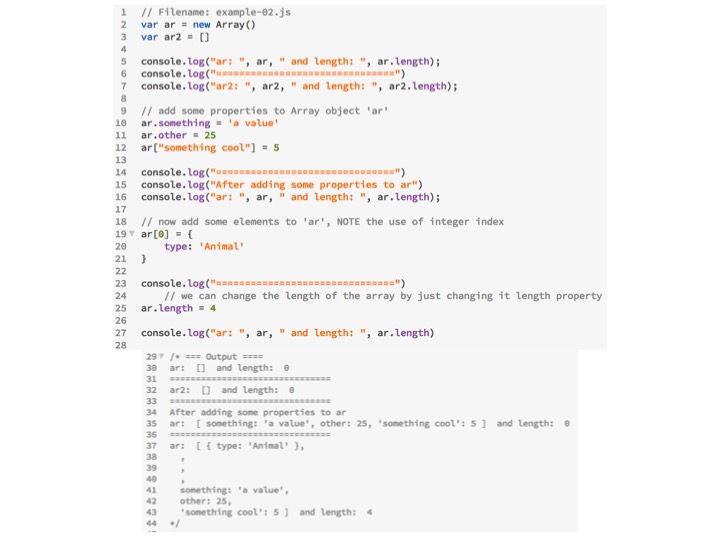 1 // Filename: example-02.js
2 var ar = new Array()
3 var ar2 = []
4
5 console.log("ar: ", ar, " and length: ", ar.length);
6 console.log("==============================")
7 console.log("ar2: ", ar2, " and length: ", ar2.length);
8
9 // add some properties to Array object 'ar'
10 ar.something = 'a value'
11 ar.other = 25
12 ar["something cool"] = 5
13
14 console.log("==============================")
15 console.log("After adding some properties to ar")
16 console.log("ar: ", ar, " and length: ", ar.length);
17
18 // now add some elements to 'ar', NOTE the use of integer index
19 ar[0] = {
20 type: 'Animal'
21 }
22
23 console.log("==============================")
24 // we can change the length of the array by just changing it length property
25 ar.length = 4
26
27 console.log("ar: ", ar, " and length: ", ar.length)
28
29 /* === Output ====
30 ar: [] and length: 0
31 ==============================
32 ar2: [] and length: 0
33 ==============================
34 After adding some properties to ar
35 ar: [ something: 'a value', other: 25, 'something cool': 5 ] and length: 0
36 ==============================
37 ar: [ { type: 'Animal' },
38 ,
39 ,
40 ,
41 something: 'a value',
42 other: 25,
43 'something cool': 5 ] and length: 4
44 */